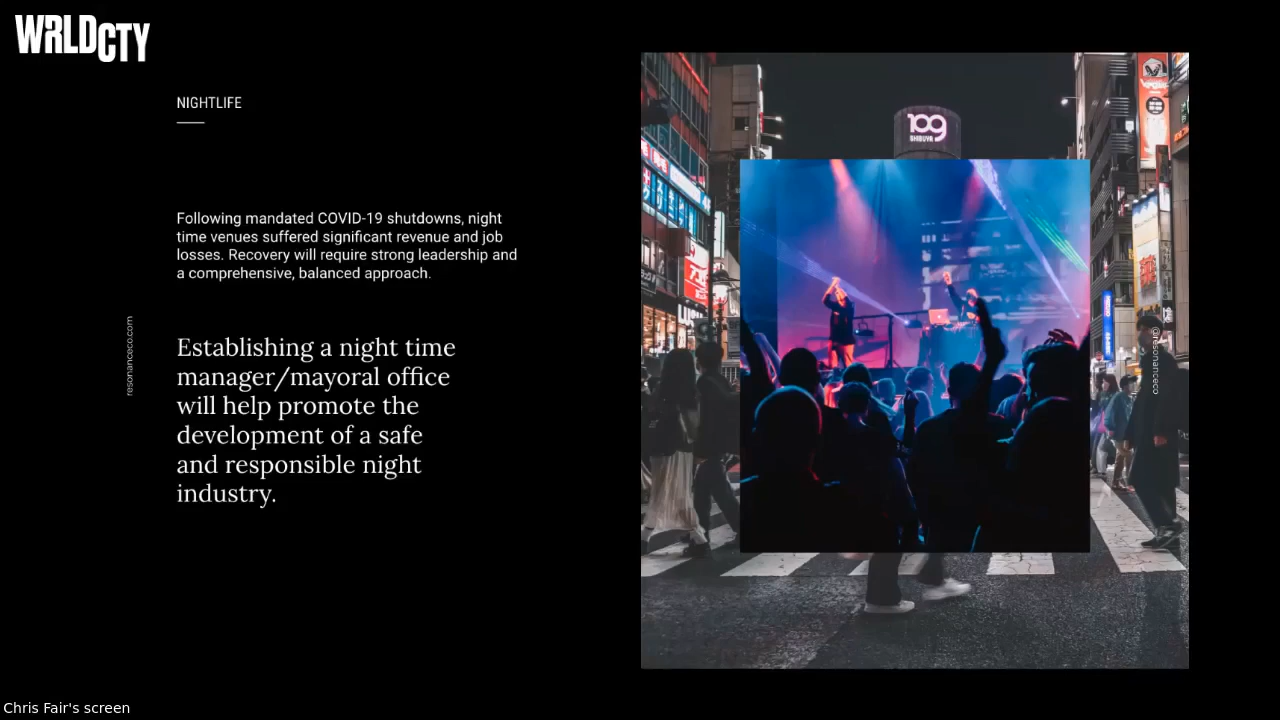 WRLDCTY
NIGHTLIFE
Following mandated COVID-19 shutdowns, night
time venues suffered significant revenue and job
losses. Recovery will require strong leadership and
a comprehensive, balanced approach.
Establishing a night time
manager/mayoral office
will help promote the
development of a safe
and responsible night
industry.
resonanceco.com
109
SHIBUYA
@resonanceco
Chris Fair's screen